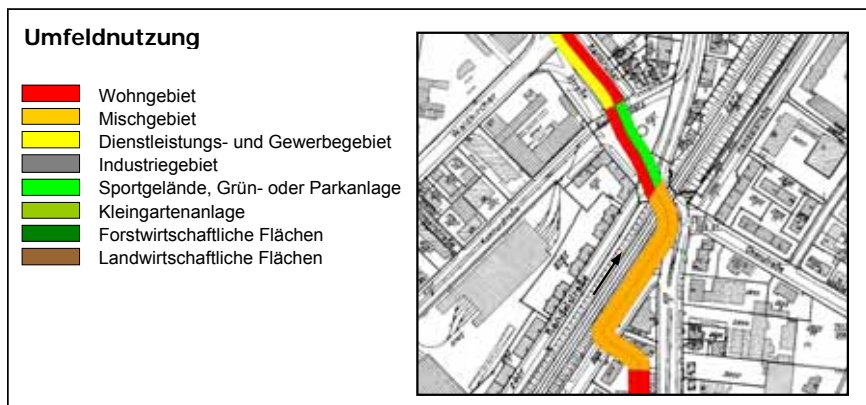 Umfeldnutzung
Wohngebiet
Mischgebiet
Dienstleistungs- und Gewerbegebiet
Industriegebiet
Sportgelände, Grün- oder Parkanlage
Kleingartenanlage
Forstwirtschaftliche Flächen
Landwirtschaftliche Flächen